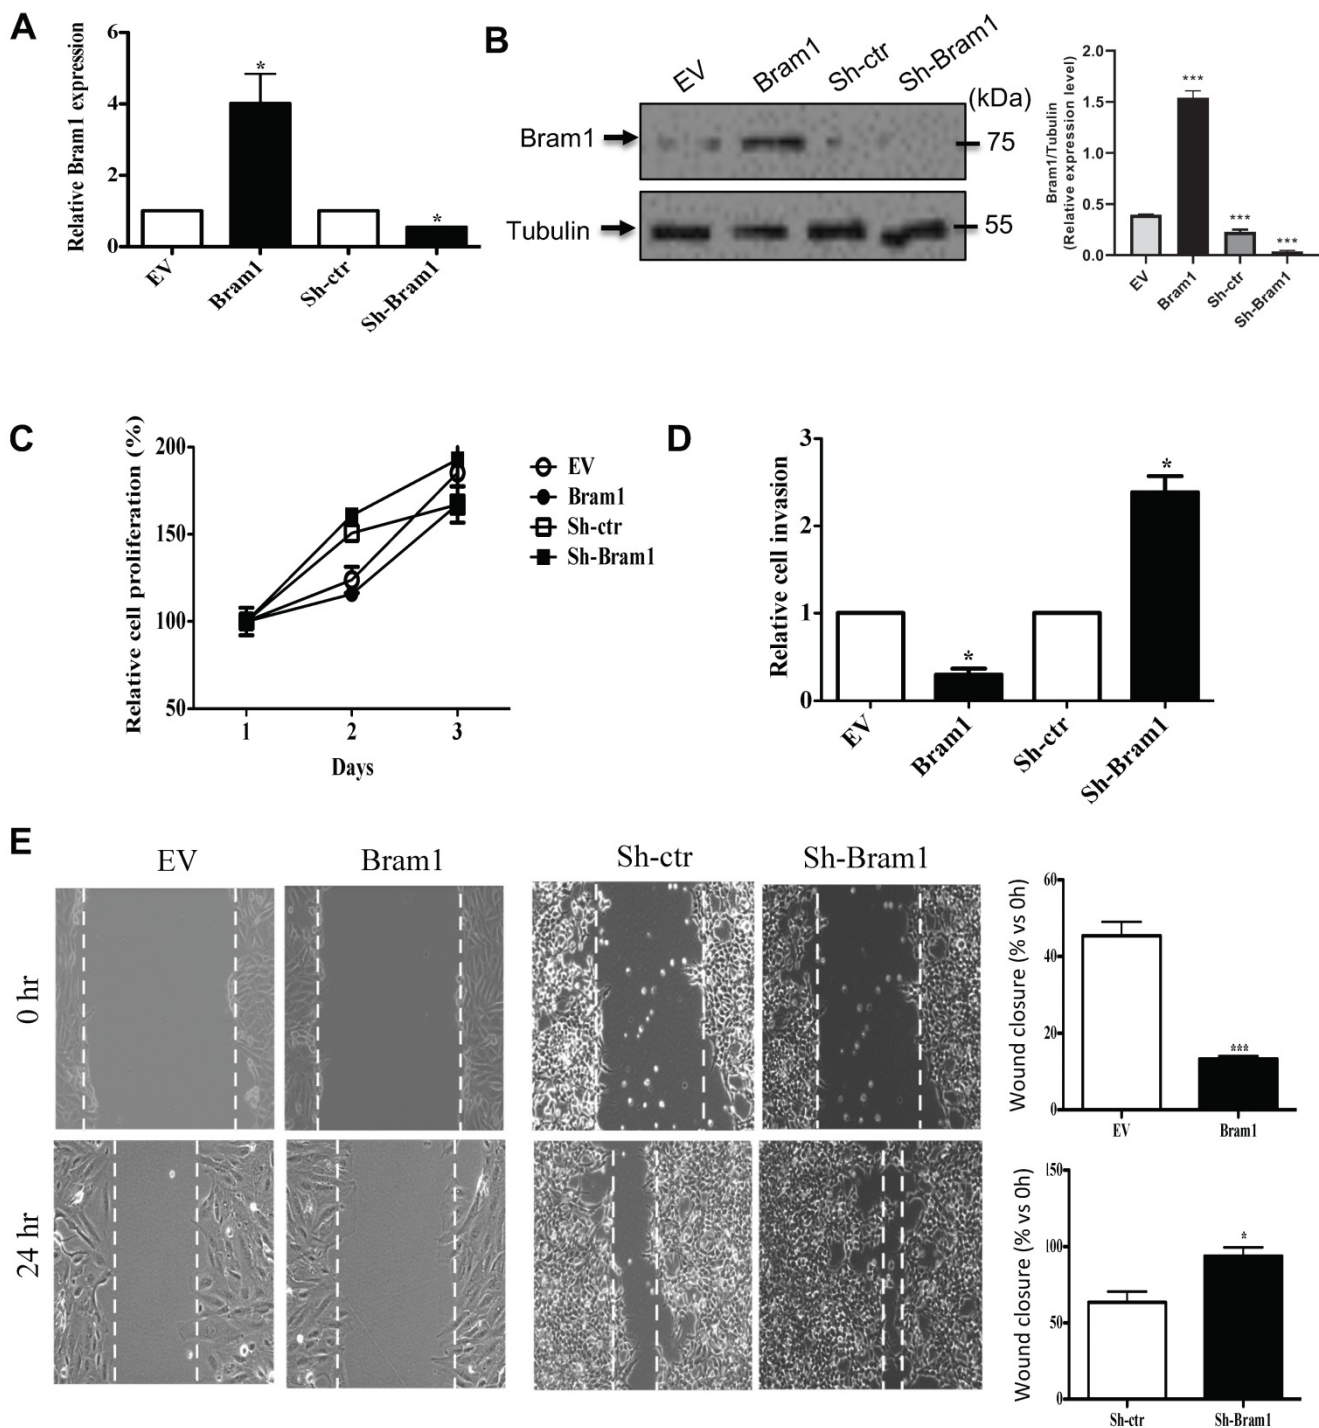 A
Relative Bram1 expression
6
4
2
0
*
*
EV
Bram1
Sh-ctr
Sh-Bram1
B
EV
Bram1
Sh-ctr
Sh-Bram1
(kDa)
Bram1
75
Tubulin
55
Bram1/Tubulin
(Relative expression level)
2.0
1.5
1.0
0.5
0.0
***
***
***
EV
Bram1
Sh-ctr
Sh-Bram1
C
Relative cell proliferation (%)
200
150
100
50
1
2
3
Days
EV
Bram1
Sh-ctr
Sh-Bram1
D
Relative cell invasion
3
2
1
0
*
*
EV
Bram1
Sh-ctr
Sh-Bram1
E
EV
Bram1
Sh-ctr
Sh-Bram1
0 hr
24 hr
Wound closure (% vs 0h)
60
40
20
0
***
EV
Bram1
Wound closure (% vs 0h)
150
100
50
0
*
Sh-ctr
Sh-Bram1